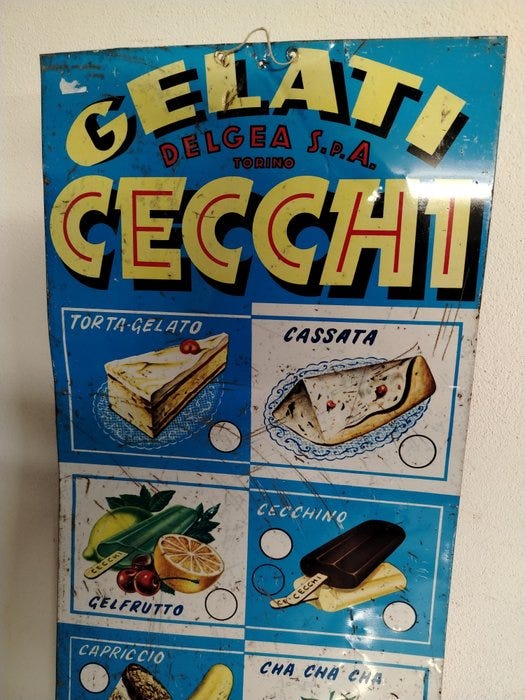 GELATI
DELGEA S.P.A.
TORINO
CECCHI
TORTA-GELATO
CASSATA
CECCHI
GELFRUTTO
CECCHINO
CECCHI
CAPRICCIO
CHA CHA CHA